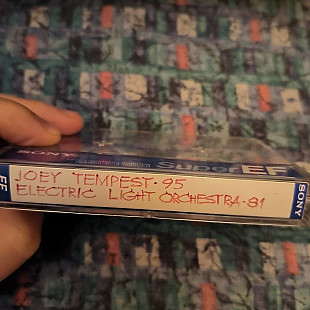 SONY
Super EF
EF
JOEY TEMPEST · 95
ELECTRIC LIGHT ORCHESTRA · 81
SONY